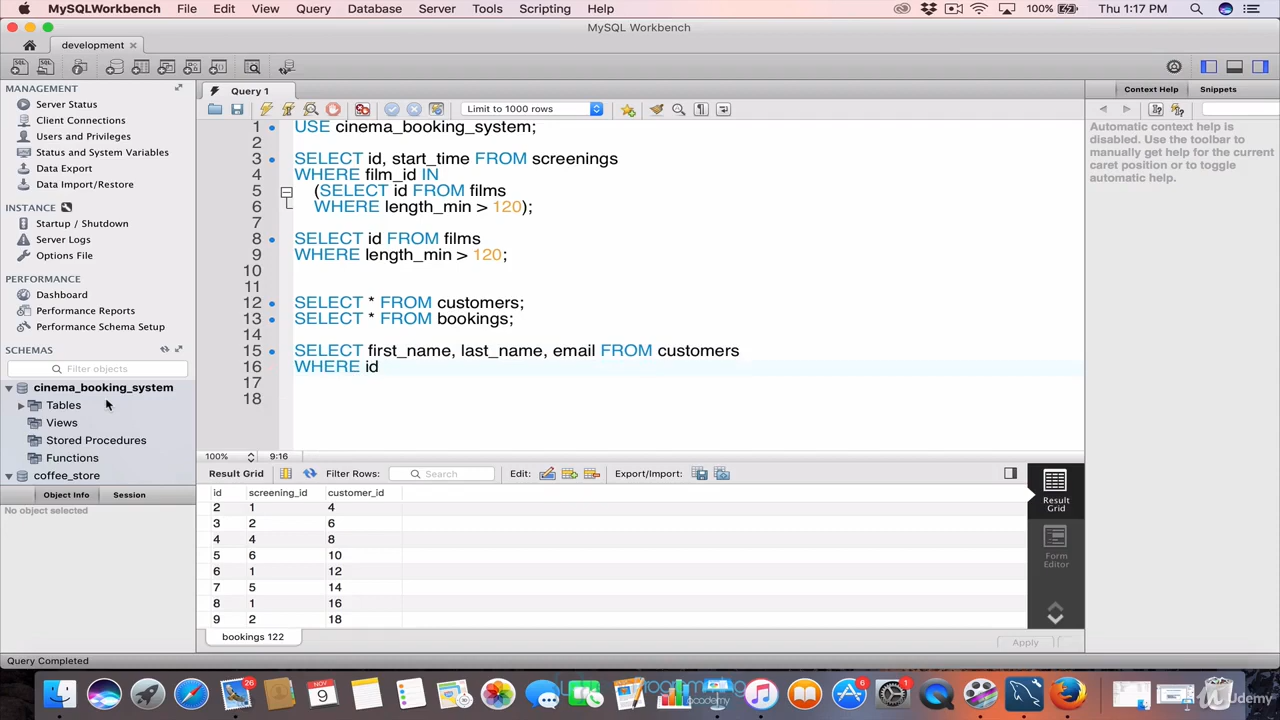 MySQLWorkbench File Edit View Query Database Server Tools Scripting Help 100% Thu 1:17 PM
MySQL Workbench
development
MANAGEMENT
Server Status
Client Connections
Users and Privileges
Status and System Variables
Data Export
Data Import/Restore
INSTANCE
Startup / Shutdown
Server Logs
Options File
PERFORMANCE
Dashboard
Performance Reports
Performance Schema Setup
SCHEMAS
Filter objects
cinema_booking_system
Tables
Views
Stored Procedures
Functions
coffee_store
Object Info Session
No object selected
Query 1
Limit to 1000 rows
1 USE cinema_booking_system;
2
3 SELECT id, start_time FROM screenings
4 WHERE film_id IN
5 (SELECT id FROM films
6 WHERE length_min > 120);
7
8 SELECT id FROM films
9 WHERE length_min > 120;
10
11
12 SELECT * FROM customers;
13 SELECT * FROM bookings;
14
15 SELECT first_name, last_name, email FROM customers
16 WHERE id
17
18
100% 9:16
Result Grid Filter Rows: Search Edit: Export/Import:
id screening_id customer_id
2 1 4
3 2 6
4 4 8
5 6 10
6 1 12
7 5 14
8 1 16
9 2 18
bookings 122
Result Grid
Form Editor
Apply
Context Help Snippets
Automatic context help is
disabled. Use the toolbar to
manually get help for the current
caret position or to toggle
automatic help.
Query Completed
26
NOV
9
6
1
Udemy